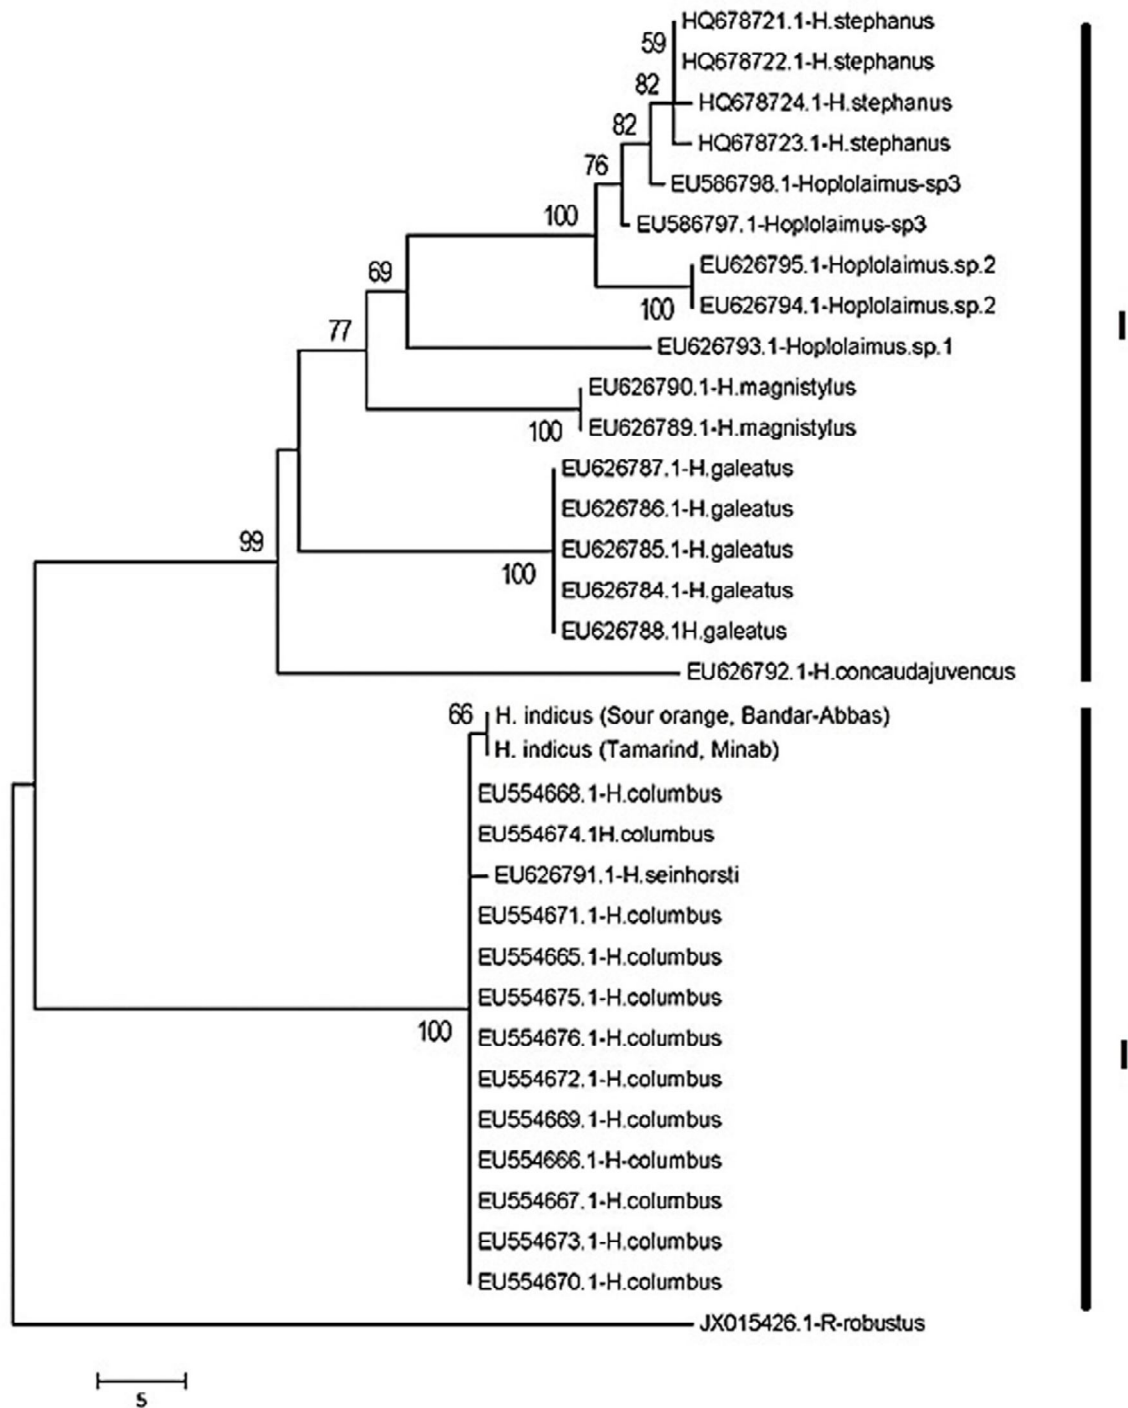 HQ678721.1-H.stephanus
59
HQ678722.1-H.stephanus
82
HQ678724.1-H.stephanus
82
HQ678723.1-H.stephanus
76
EU586798.1-Hoplolaimus-sp3
100
EU586797.1-Hoplolaimus-sp3
69
EU626795.1-Hoplolaimus.sp.2
100
EU626794.1-Hoplolaimus.sp.2
77
I
EU626793.1-Hoplolaimus.sp.1
EU626790.1-H.magnistylus
100
EU626789.1-H.magnistylus
EU626787.1-H.galeatus
EU626786.1-H.galeatus
99
EU626785.1-H.galeatus
100
EU626784.1-H.galeatus
EU626788.1H.galeatus
EU626792.1-H.concaudajuvencus
66
H. indicus (Sour orange, Bandar-Abbas)
H. indicus (Tamarind, Minab)
EU554668.1-H.columbus
EU554674.1H.columbus
EU626791.1-H.seinhorsti
EU554671.1-H.columbus
EU554665.1-H.columbus
EU554675.1-H.columbus
100
EU554676.1-H.columbus
I
EU554672.1-H.columbus
EU554669.1-H.columbus
EU554666.1-H-columbus
EU554667.1-H.columbus
EU554673.1-H.columbus
EU554670.1-H.columbus
JX015426.1-R-robustus
5